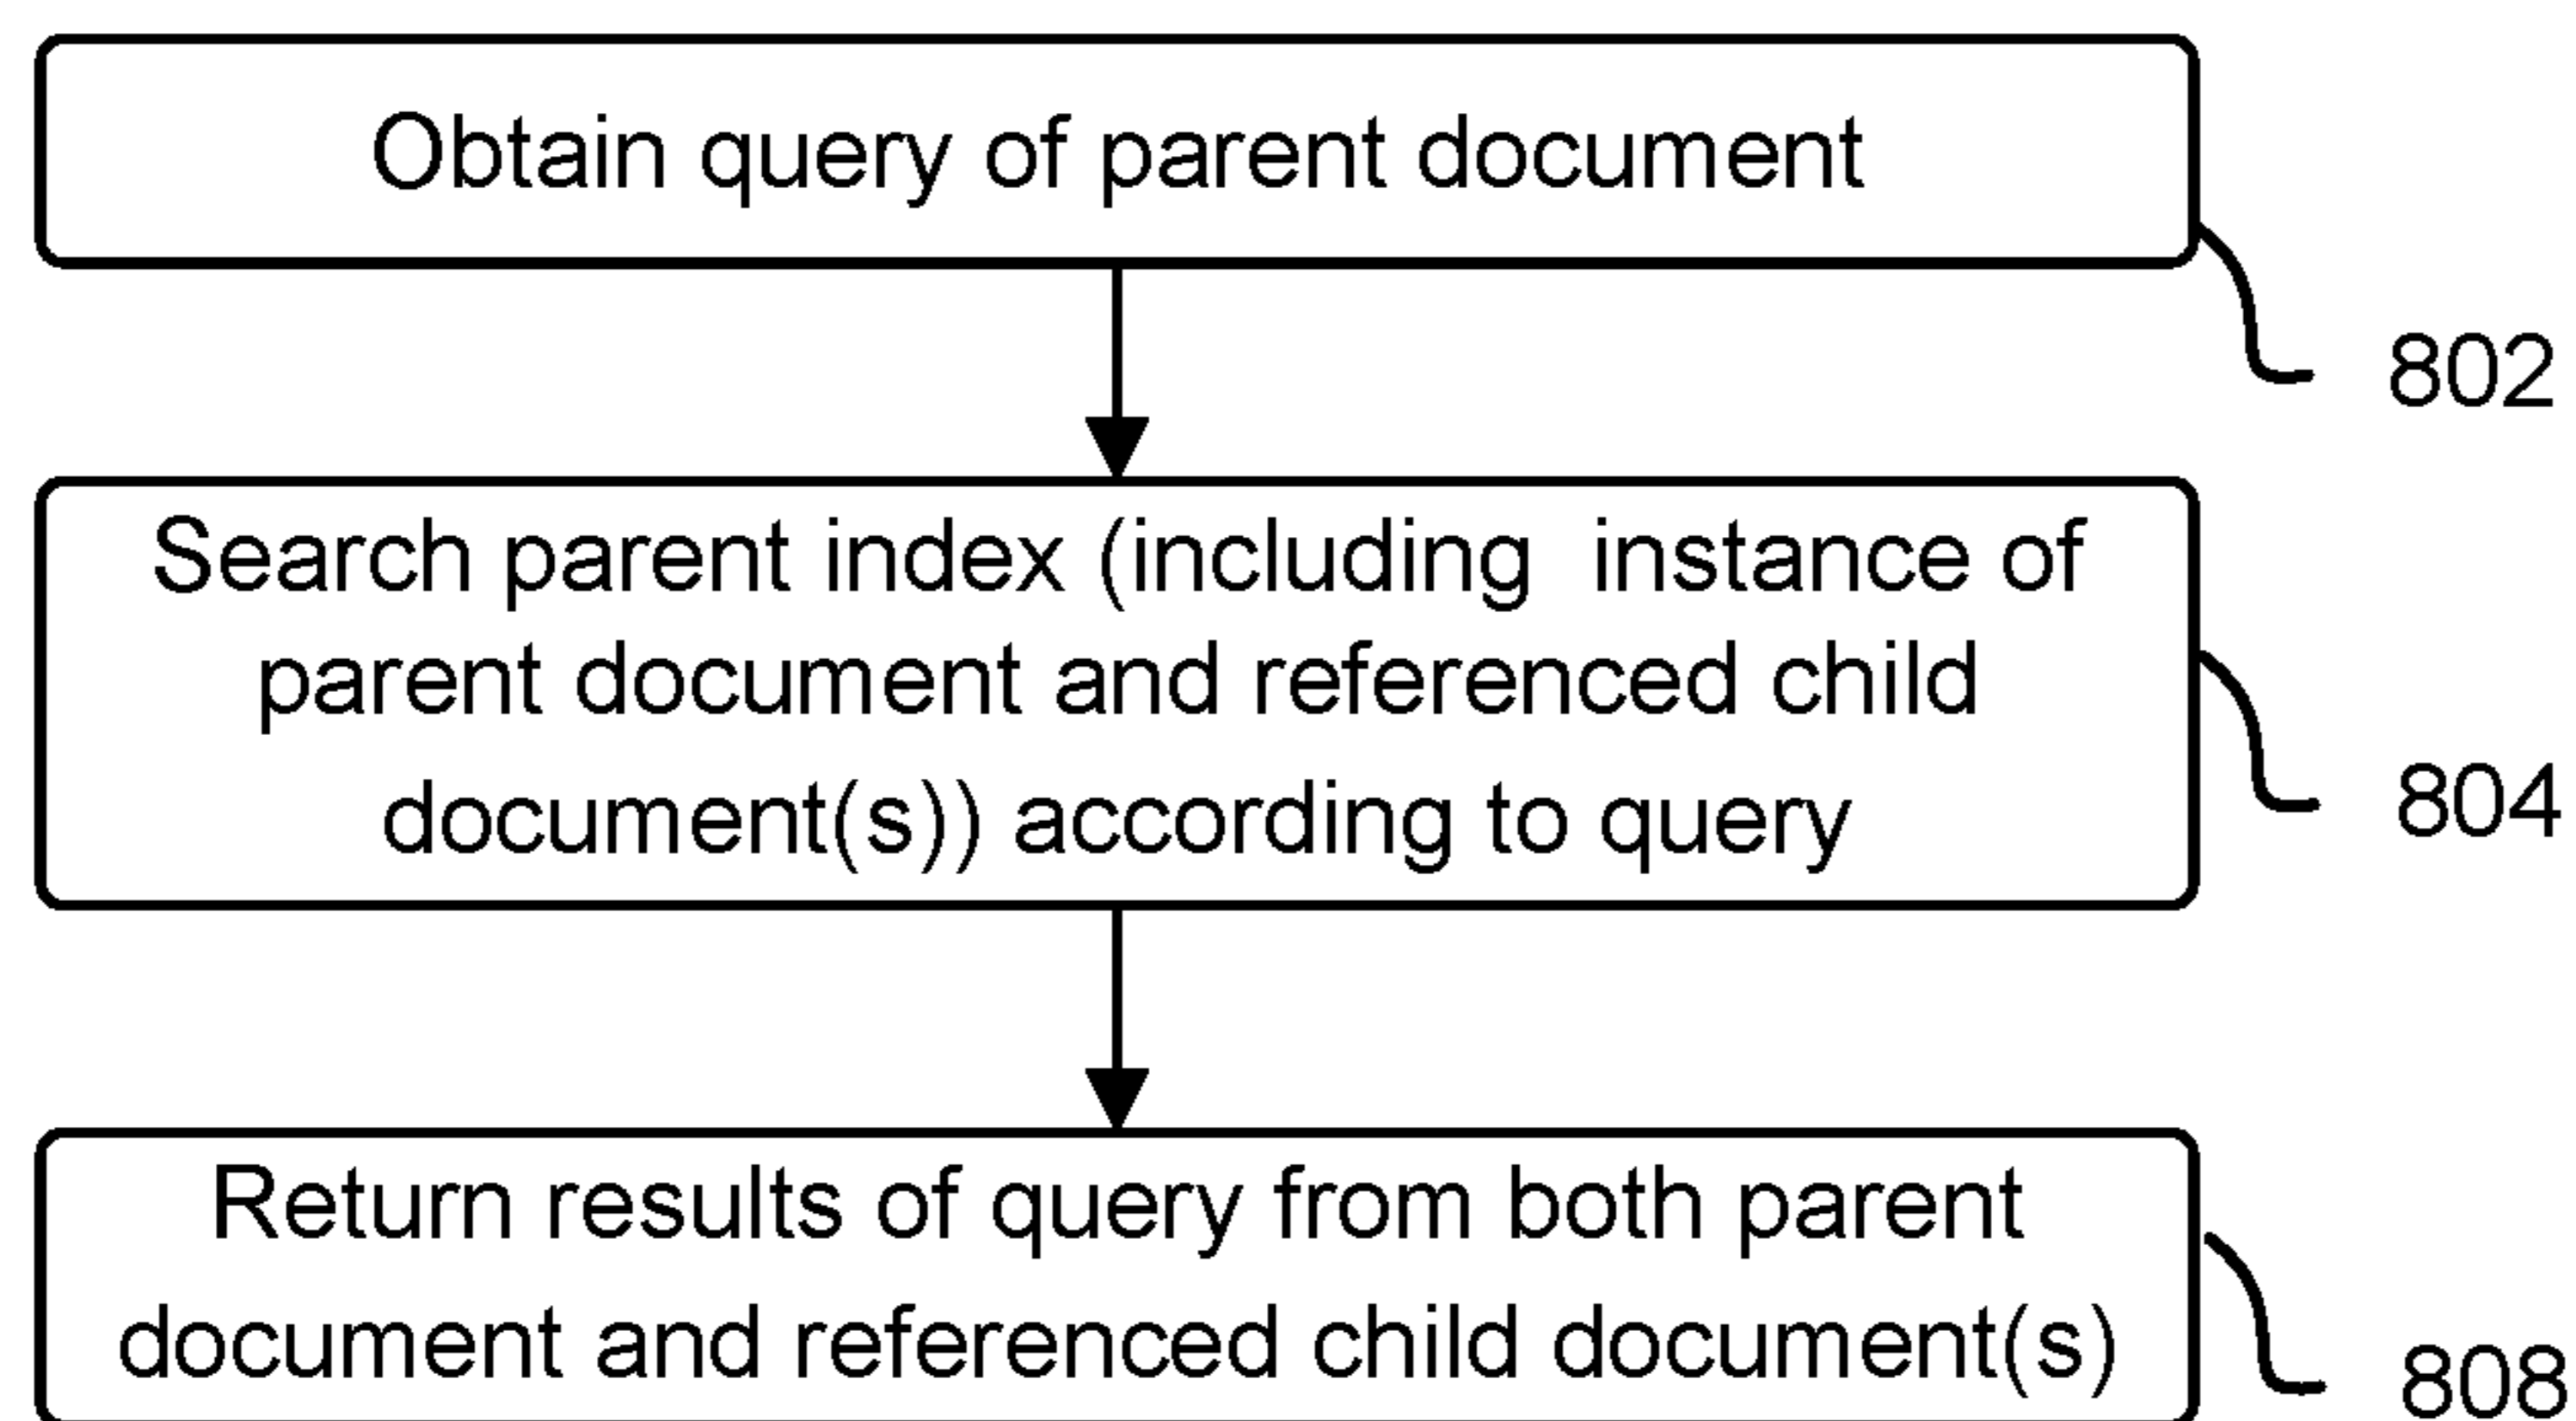 Obtain query of parent document
802
Search parent index (including instance of
parent document and referenced child
document(s)) according to query
804
Return results of query from both parent
document and referenced child document(s)
808